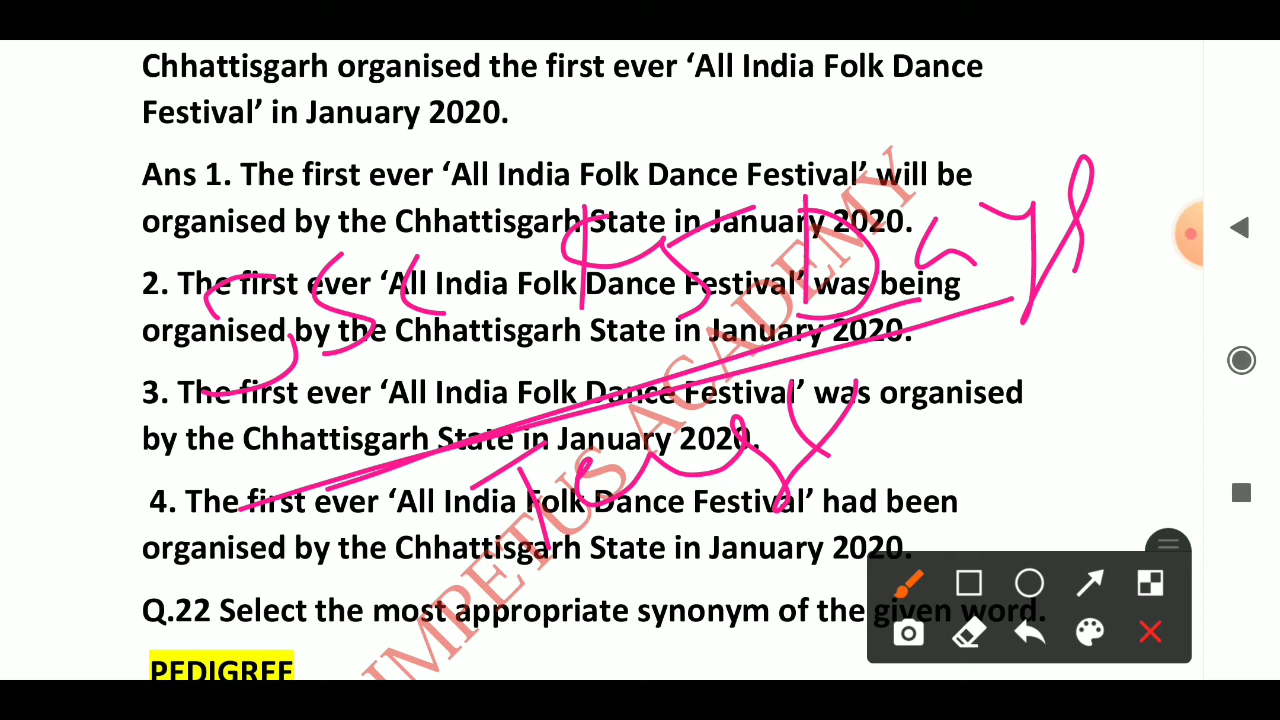 Chhattisgarh organised the first ever ‘All India Folk Dance
Festival’ in January 2020.
Ans 1. The first ever ‘All India Folk Dance Festival’ will be
organised by the Chhattisgarh State in January 2020.
2. The first ever ‘All India Folk Dance Festival’ was being
organised by the Chhattisgarh State in January 2020.
3. The first ever ‘All India Folk Dance Festival’ was organised
by the Chhattisgarh State in January 2020.
4. The first ever ‘All India Folk Dance Festival’ had been
organised by the Chhattisgarh State in January 2020.
Q.22 Select the most appropriate synonym of the given word.
PEDIGREE
IMPETUS ACADEMY
SSC 45 Days